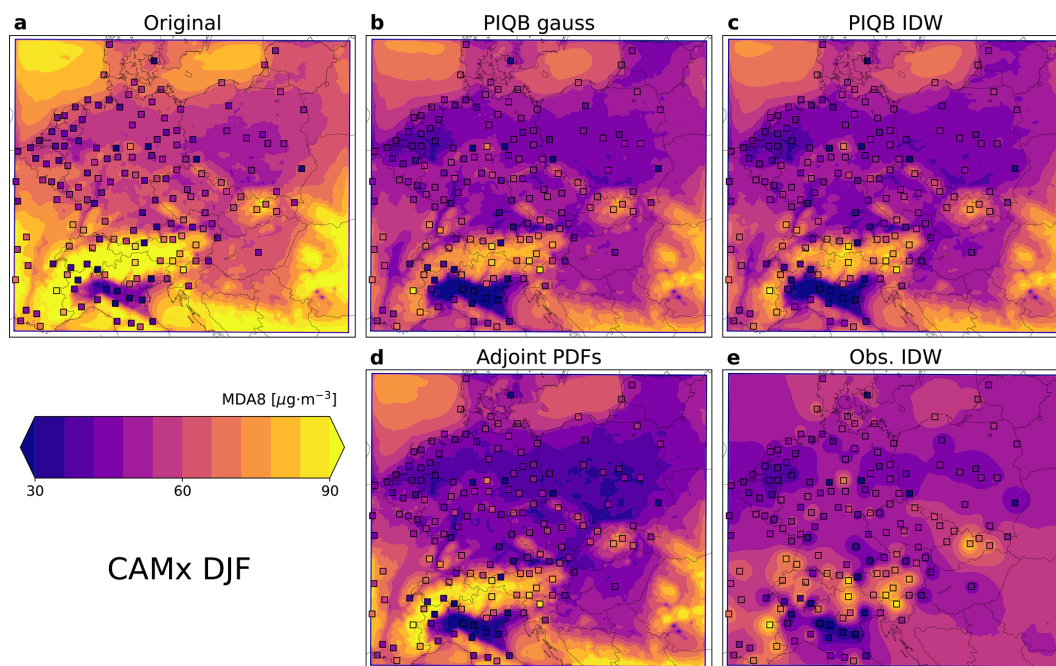 a Original
b PIQB gauss
c PIQB IDW
d Adjoint PDFs
e Obs. IDW
MDA8 [μg·m⁻³]
30 60 90
CAMx DJF